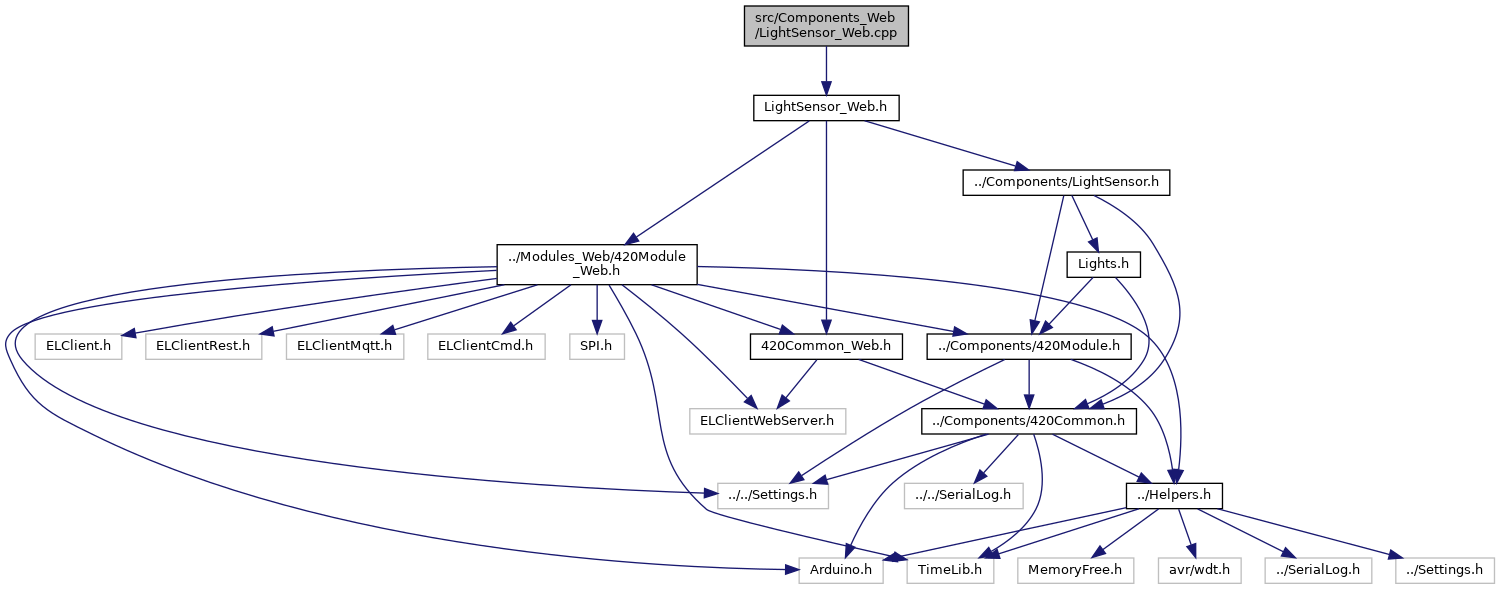 src/Components_Web
/LightSensor_Web.cpp
LightSensor_Web.h
../Components/LightSensor.h
../Modules_Web/420Module
_Web.h
Lights.h
ELClient.h
ELClientRest.h
ELClientMqtt.h
ELClientCmd.h
SPI.h
420Common_Web.h
../Components/420Module.h
ELClientWebServer.h
../Components/420Common.h
../../Settings.h
../../SerialLog.h
../Helpers.h
Arduino.h
TimeLib.h
MemoryFree.h
avr/wdt.h
../SerialLog.h
../Settings.h